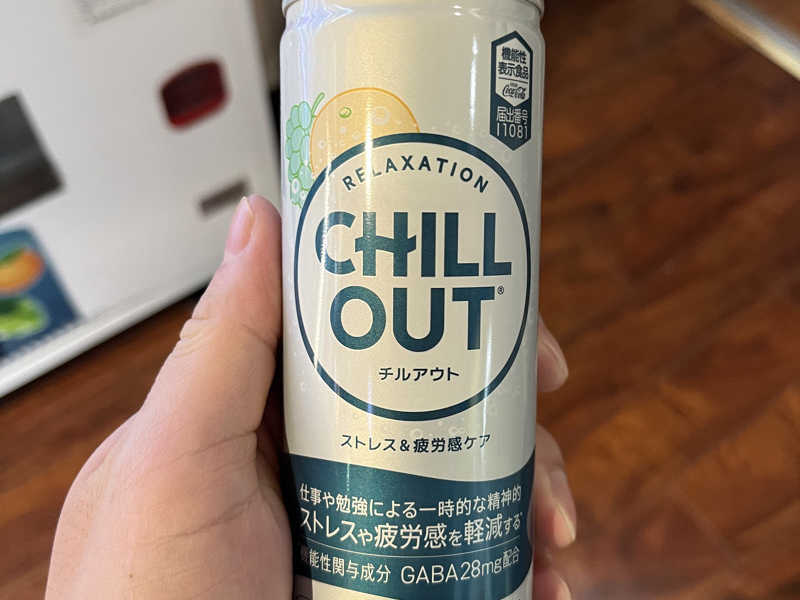 機能性
表示食品
Coca-Cola
届出番号
I1081
RELAXATION
CHILL
OUT®
チルアウト
ストレス&疲労感ケア
仕事や勉強による一時的な精神的
ストレスや疲労感を軽減する
能性関与成分 GABA28mg配合